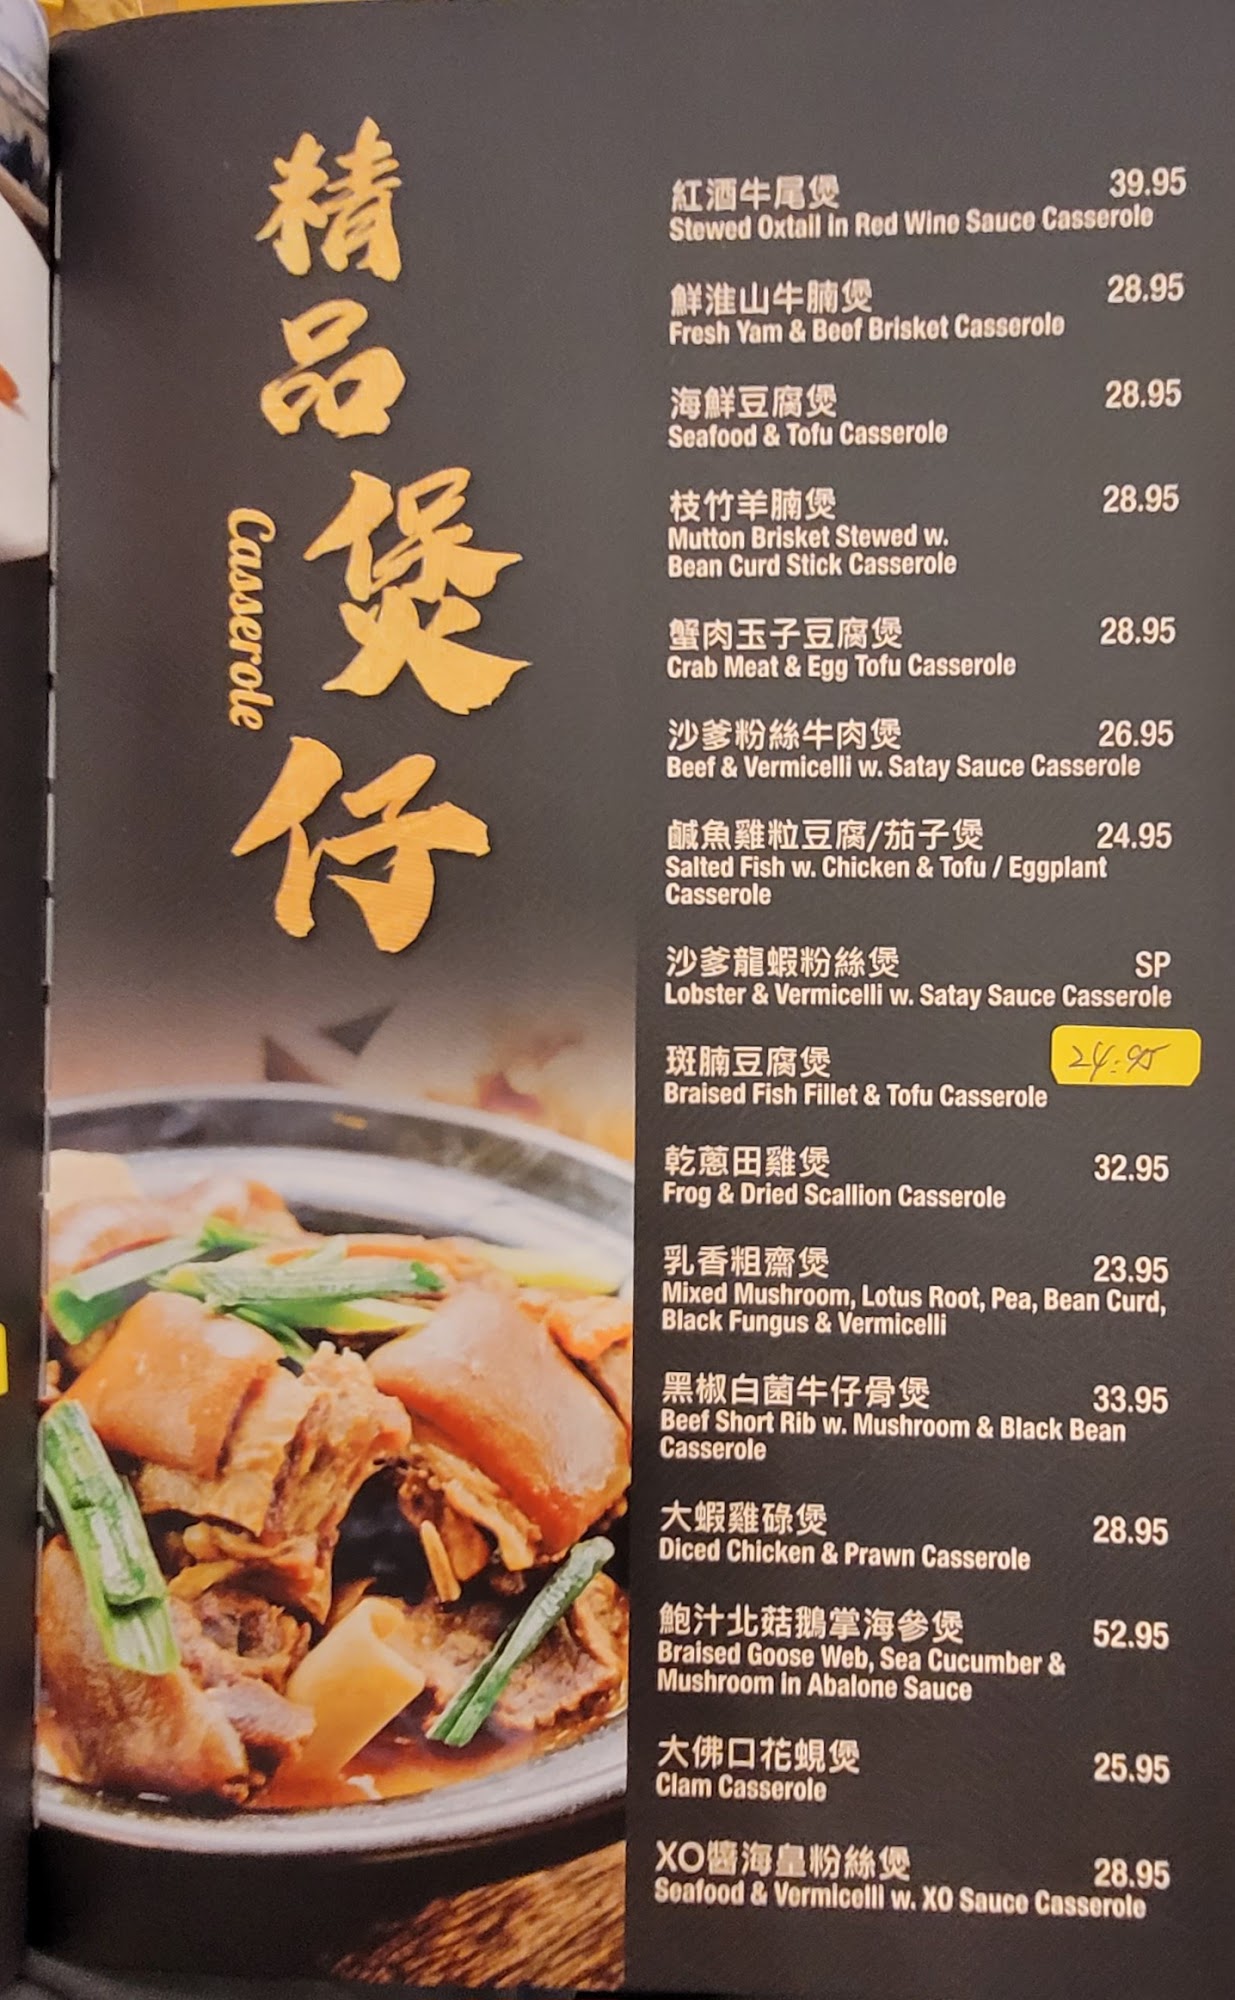 精品煲仔
Casserole
紅酒牛尾煲 39.95
Stewed Oxtail in Red Wine Sauce Casserole
鮮淮山牛腩煲 28.95
Fresh Yam & Beef Brisket Casserole
海鮮豆腐煲 28.95
Seafood & Tofu Casserole
枝竹羊腩煲 28.95
Mutton Brisket Stewed w.
Bean Curd Stick Casserole
蟹肉玉子豆腐煲 28.95
Crab Meat & Egg Tofu Casserole
沙爹粉絲牛肉煲 26.95
Beef & Vermicelli w. Satay Sauce Casserole
鹹魚雞粒豆腐/茄子煲 24.95
Salted Fish w. Chicken & Tofu / Eggplant
Casserole
沙爹龍蝦粉絲煲 SP
Lobster & Vermicelli w. Satay Sauce Casserole
斑腩豆腐煲 24.95
Braised Fish Fillet & Tofu Casserole
乾蔥田雞煲 32.95
Frog & Dried Scallion Casserole
乳香粗齋煲 23.95
Mixed Mushroom, Lotus Root, Pea, Bean Curd,
Black Fungus & Vermicelli
黑椒白菌牛仔骨煲 33.95
Beef Short Rib w. Mushroom & Black Bean
Casserole
大蝦雞碌煲 28.95
Diced Chicken & Prawn Casserole
鮑汁北菇鵝掌海參煲 52.95
Braised Goose Web, Sea Cucumber &
Mushroom in Abalone Sauce
大佛口花蜆煲 25.95
Clam Casserole
XO醬海皇粉絲煲 28.95
Seafood & Vermicelli w. XO Sauce Casserole